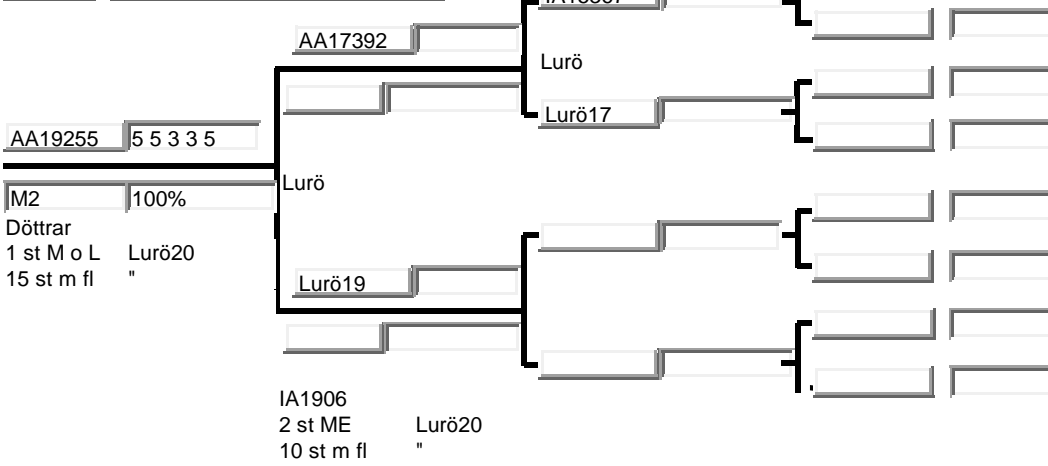 AA17392
Lurö
Lurö17
AA19255 5 5 3 3 5
M2 100%
Lurö
Döttrar
1 st M o L Lurö20
15 st m fl "
Lurö19
IA1906
2 st ME Lurö20
10 st m fl "